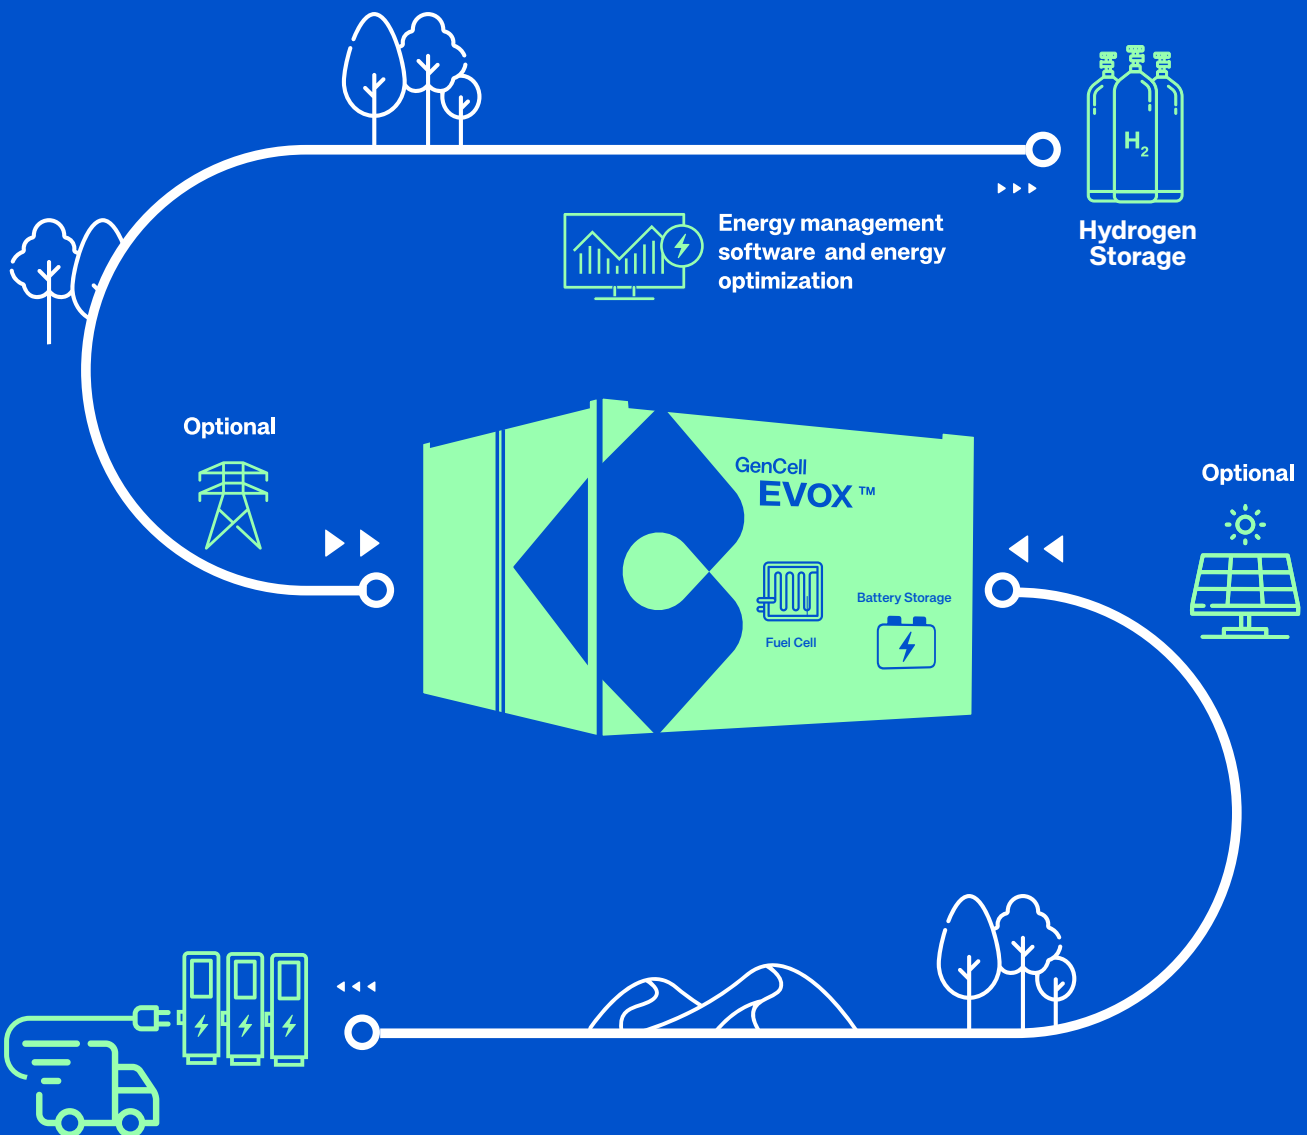 H2
Hydrogen
Storage
Energy management
software and energy
optimization
Optional
GenCell
EVOX™
Optional
Fuel Cell
Battery Storage